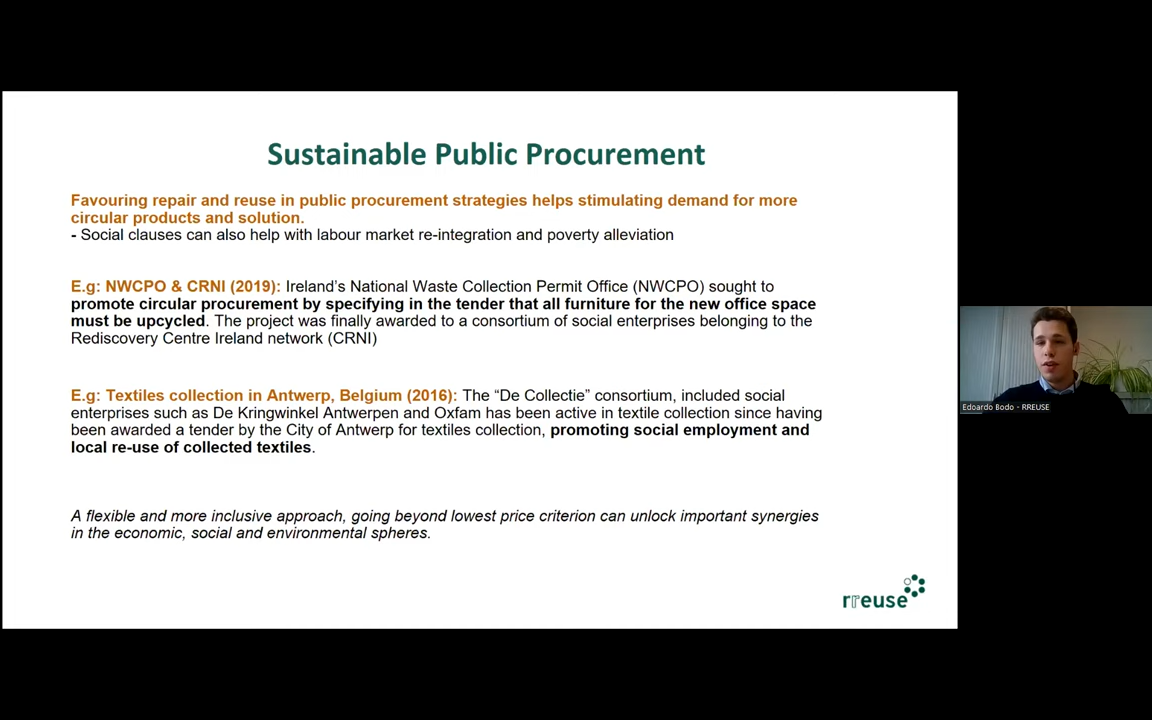 Sustainable Public Procurement
Favouring repair and reuse in public procurement strategies helps stimulating demand for more
circular products and solution.
- Social clauses can also help with labour market re-integration and poverty alleviation
E.g: NWCPO & CRNI (2019): Ireland’s National Waste Collection Permit Office (NWCPO) sought to
promote circular procurement by specifying in the tender that all furniture for the new office space
must be upcycled. The project was finally awarded to a consortium of social enterprises belonging to the
Rediscovery Centre Ireland network (CRNI)
E.g: Textiles collection in Antwerp, Belgium (2016): The “De Collectie” consortium, included social
enterprises such as De Kringwinkel Antwerpen and Oxfam has been active in textile collection since having
been awarded a tender by the City of Antwerp for textiles collection, promoting social employment and
local re-use of collected textiles.
A flexible and more inclusive approach, going beyond lowest price criterion can unlock important synergies
in the economic, social and environmental spheres.
rreuse
Edoardo Bodo - RREUSE